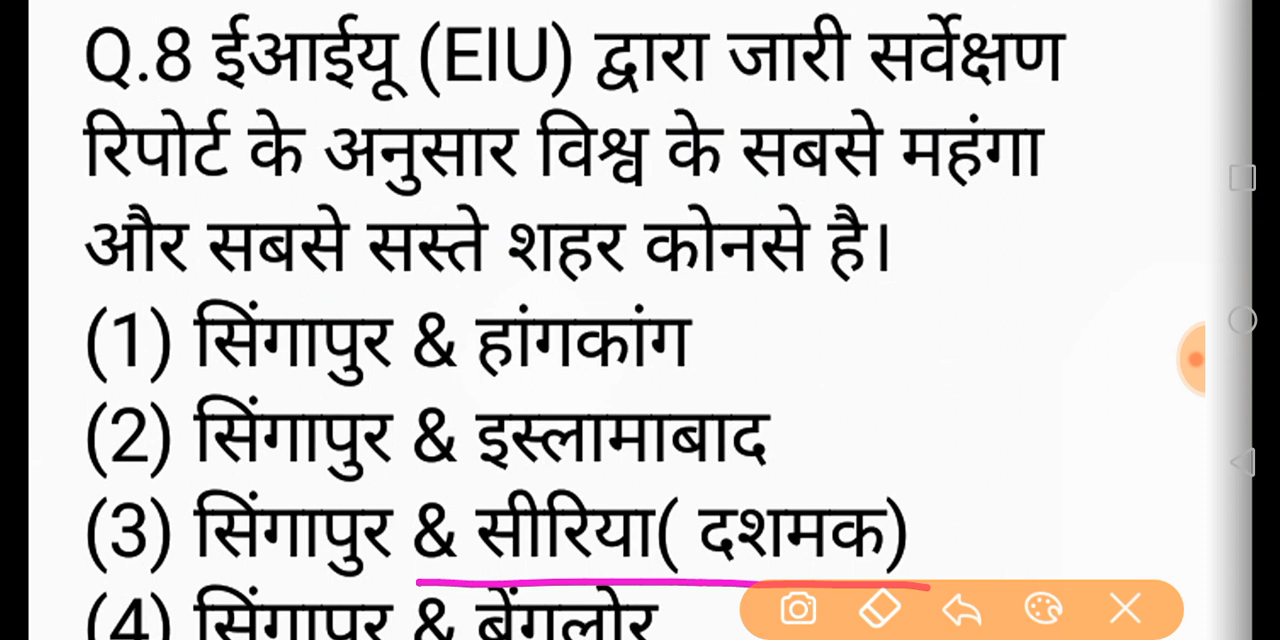 Q.8 ईआईयू (EIU) द्वारा जारी सर्वेक्षण
रिपोर्ट के अनुसार विश्व के सबसे महंगा
और सबसे सस्ते शहर कोनसे है।
(1) सिंगापुर & हांगकांग
(2) सिंगापुर & इस्लामाबाद
(3) सिंगापुर & सीरिया( दशमक)
(4) सिंगापुर & बेंगलोर